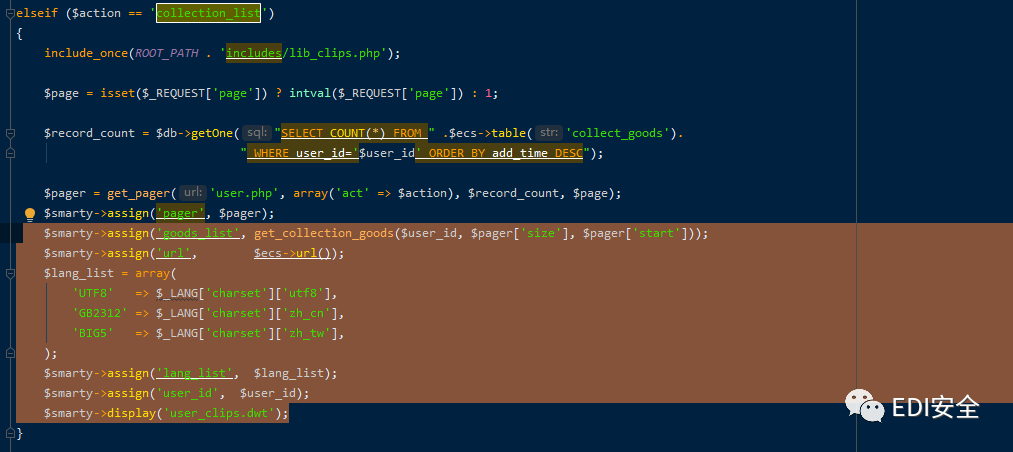 elseif ($action == 'collection_list')
{
    include_once(ROOT_PATH . 'includes/lib_clips.php');
    $page = isset($_REQUEST['page']) ? intval($_REQUEST['page']) : 1;
    $record_count = $db->getOne( sql: "SELECT COUNT(*) FROM " .$ecs->table( str: 'collect_goods').
                                " WHERE user_id='$user_id' ORDER BY add_time DESC");
    $pager = get_pager( url: 'user.php', array('act' => $action), $record_count, $page);
    $smarty->assign('pager', $pager);
    $smarty->assign('goods_list', get_collection_goods($user_id, $pager['size'], $pager['start']));
    $smarty->assign('url',        $ecs->url());
    $lang_list = array(
        'UTF8'   => $_LANG['charset']['utf8'],
        'GB2312' => $_LANG['charset']['zh_cn'],
        'BIG5'   => $_LANG['charset']['zh_tw'],
    );
    $smarty->assign('lang_list',  $lang_list);
    $smarty->assign('user_id',  $user_id);
    $smarty->display('user_clips.dwt');
}
EDI安全